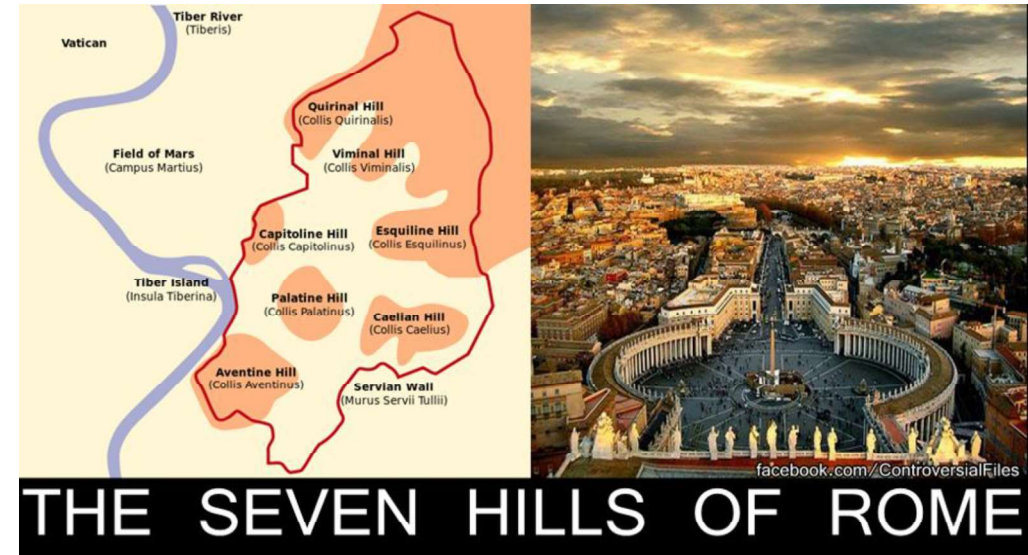 Tiber River
(Tiberis)
Vatican
Quirinal Hill
(Collis Quirinalis)
Field of Mars
(Campus Martius)
Viminal Hill
(Collis Viminalis)
Capitoline Hill
(Collis Capitolinus)
Esquiline Hill
(Collis Esquilinus)
Tiber Island
(Insula Tiberina)
Palatine Hill
(Collis Palatinus)
Caelian Hill
(Collis Caelius)
Aventine Hill
(Collis Aventinus)
Servian Wall
(Murus Servii Tullii)
facebook.com/ControversialFiles
THE SEVEN HILLS OF ROME